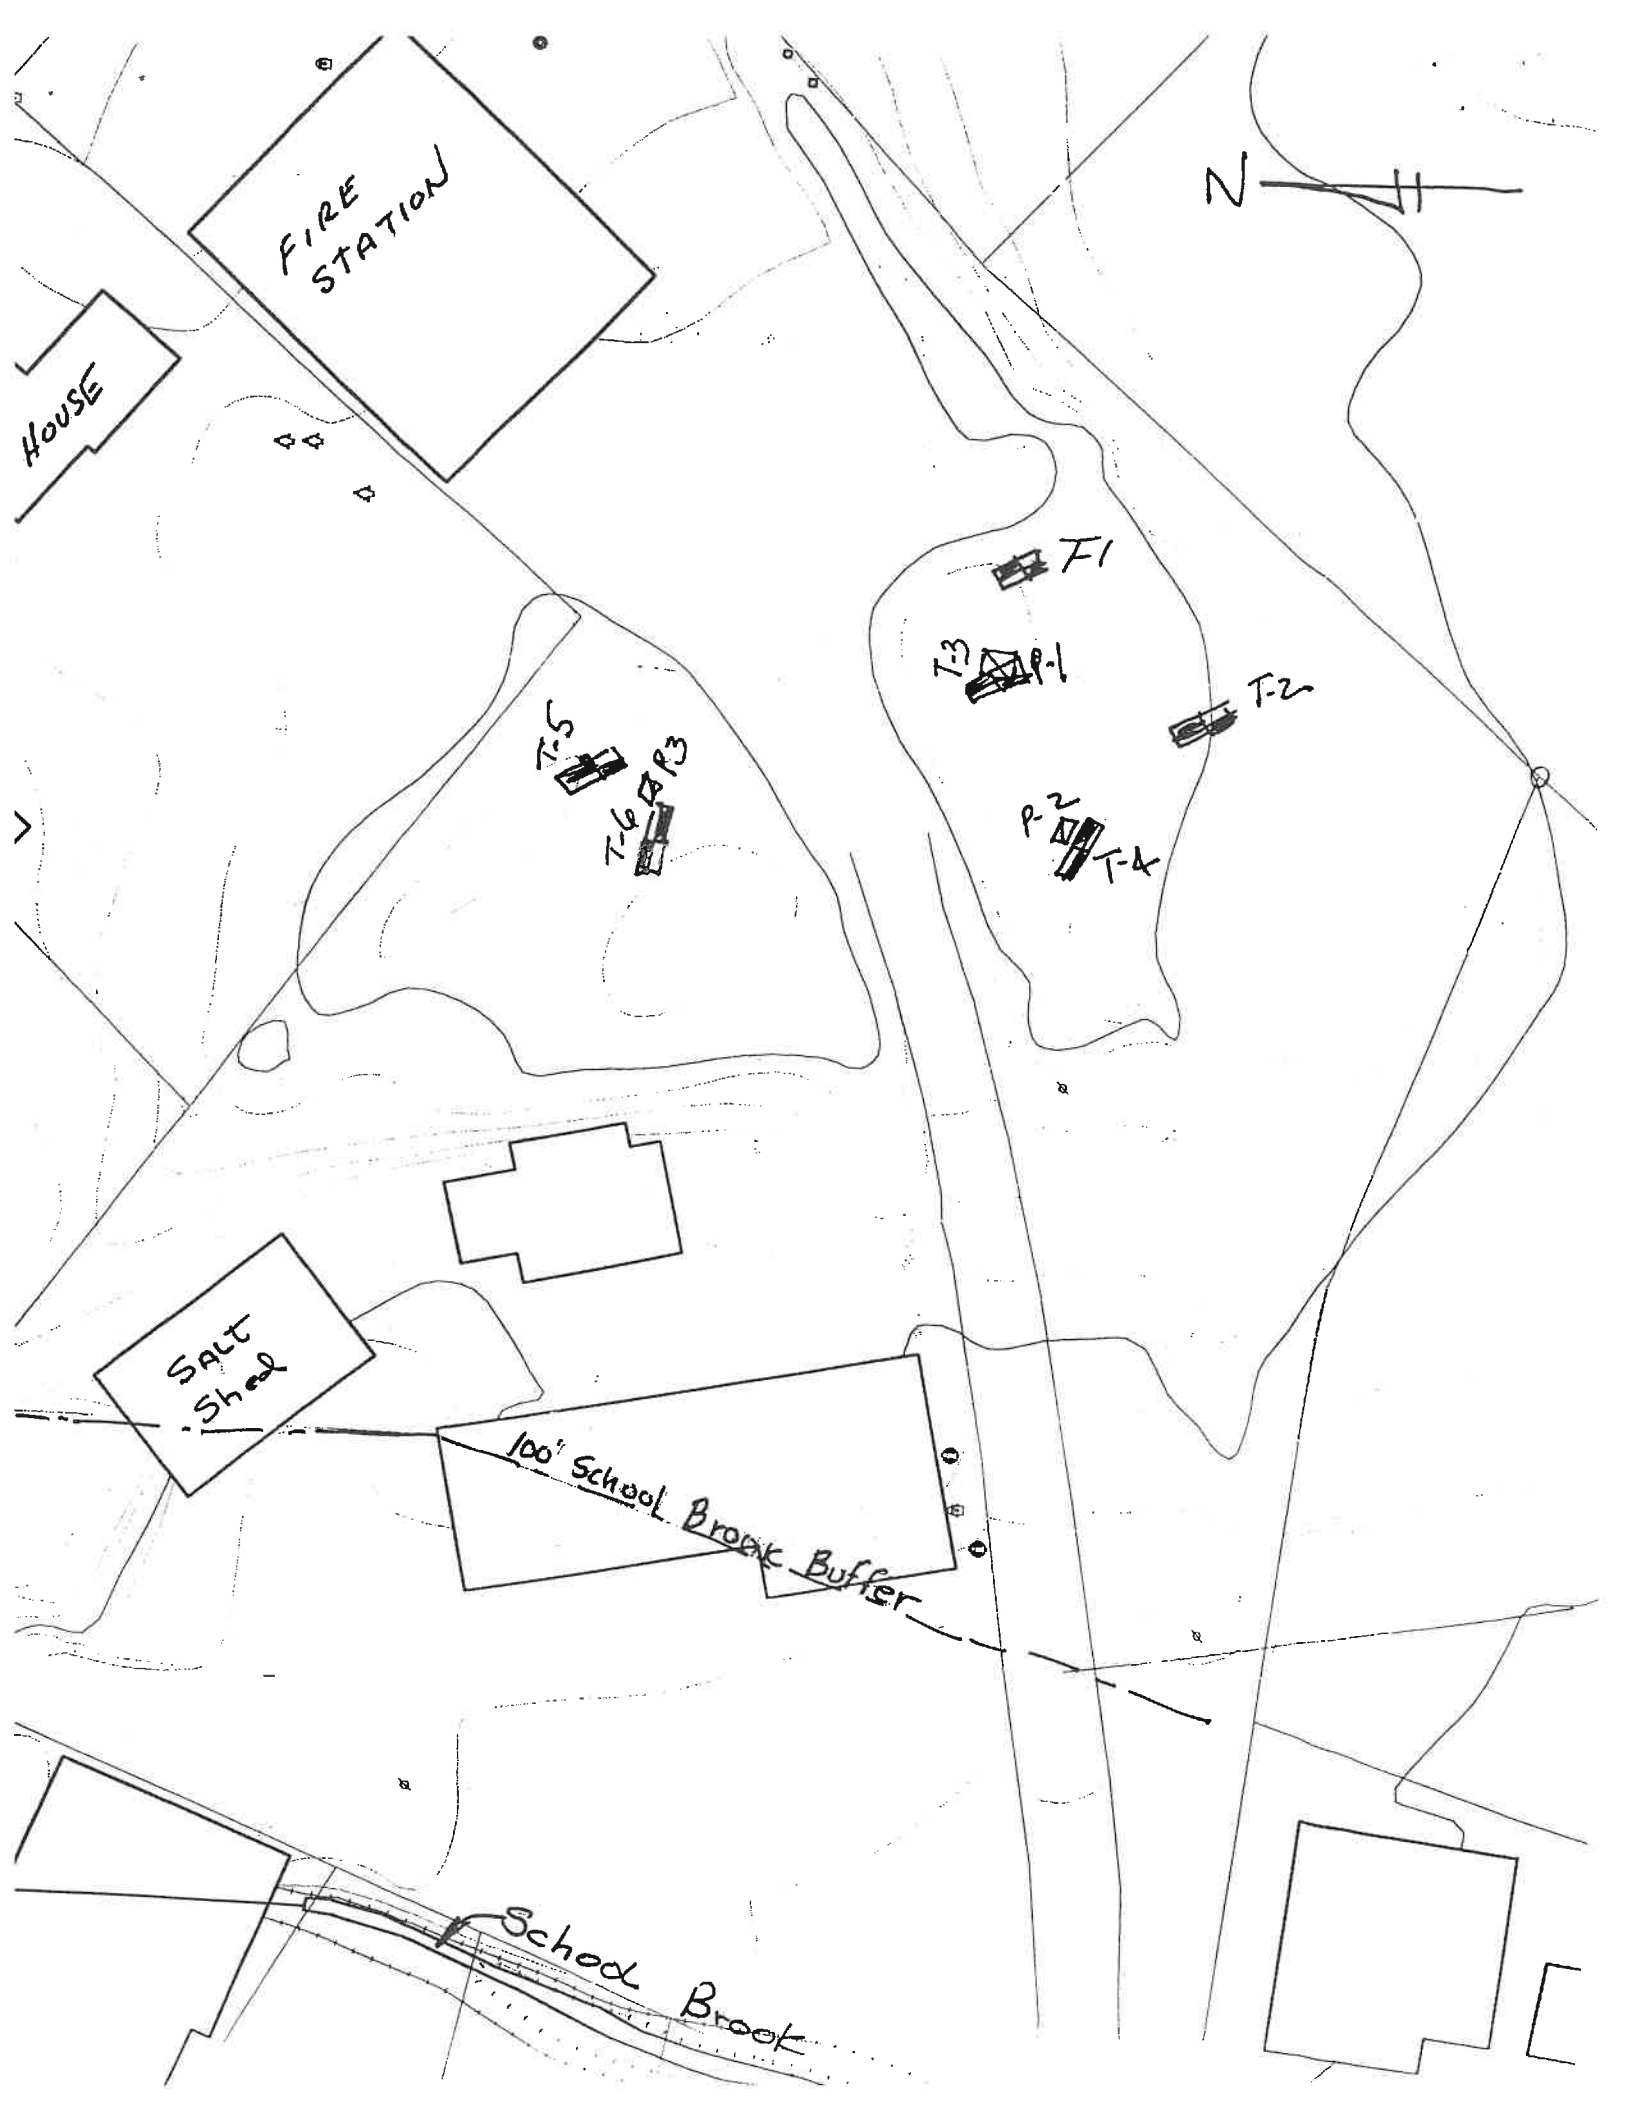 FIRE
STATION
N
HOUSE
T-1
T-3
P-1
T-2
T-5
P3
T-6
P-2
T-4
SALT
Shed
100' School Brook Buffer
School Brook